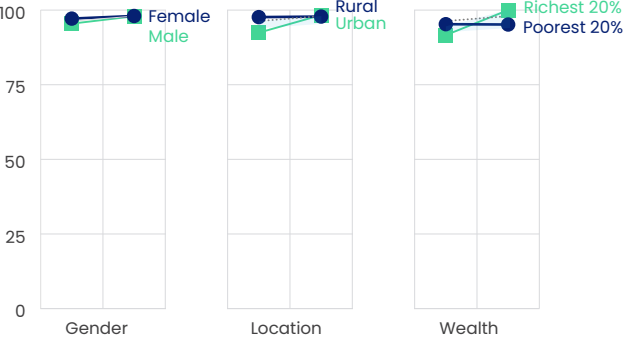 100
75
50
25
0
Female
Male
Rural
Urban
Richest 20%
Poorest 20%
Gender
Location
Wealth